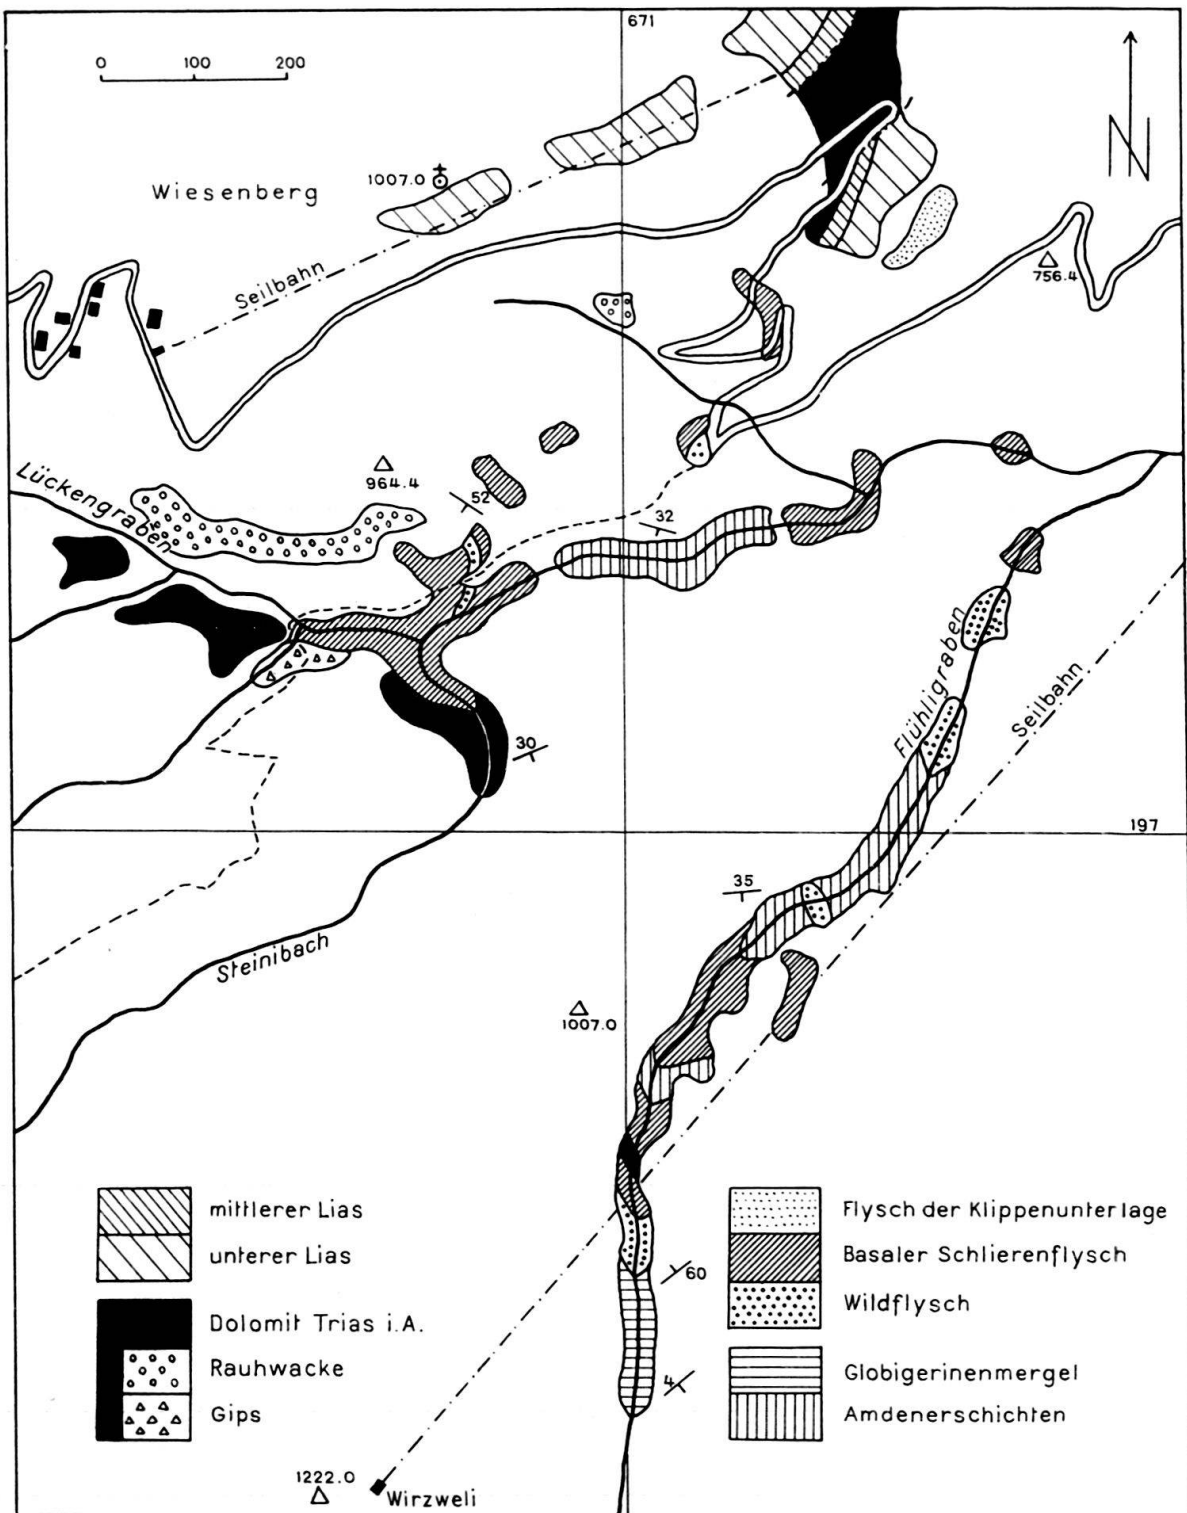 671
0 100 200
N
1007.0
Wiesenberg
Seilbahn
756.4
Lückengraben
964.4
52
32
Flühligraben
Seilbahn
30
197
35
Steinibach
1007.0
60
4
mittlerer Lias
unterer Lias
Dolomit Trias i.A.
Rauhwacke
Gips
Flysch der Klippenunterlage
Basaler Schlierenflysch
Wildflysch
Globigerinenmergel
Amdenerschichten
1222.0
Wirzweli